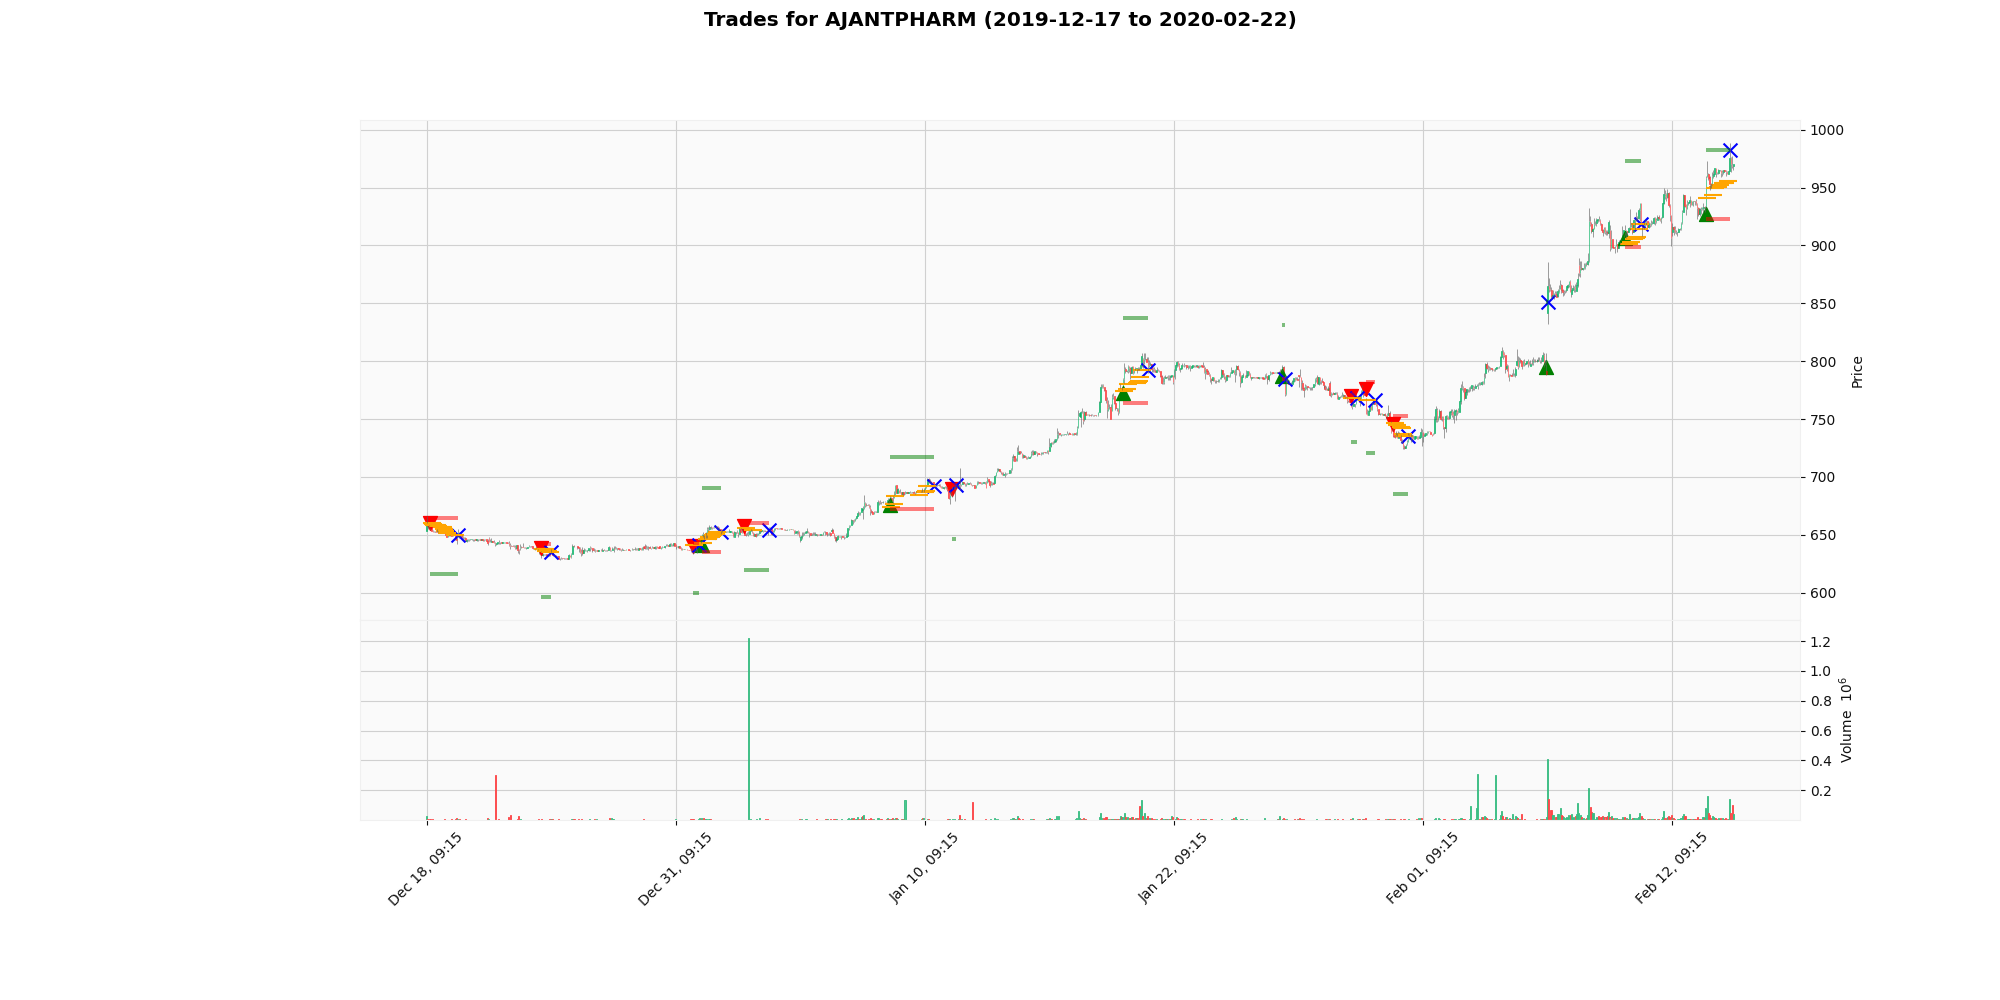 Trades for AJANTPHARM (2019-12-17 to 2020-02-22)
1000
950
900
850
800
750
700
650
600
Price
1.2
1.0
0.8
0.6
0.4
0.2
Volume 10⁶
Dec 18, 09:15
Dec 31, 09:15
Jan 10, 09:15
Jan 22, 09:15
Feb 01, 09:15
Feb 12, 09:15